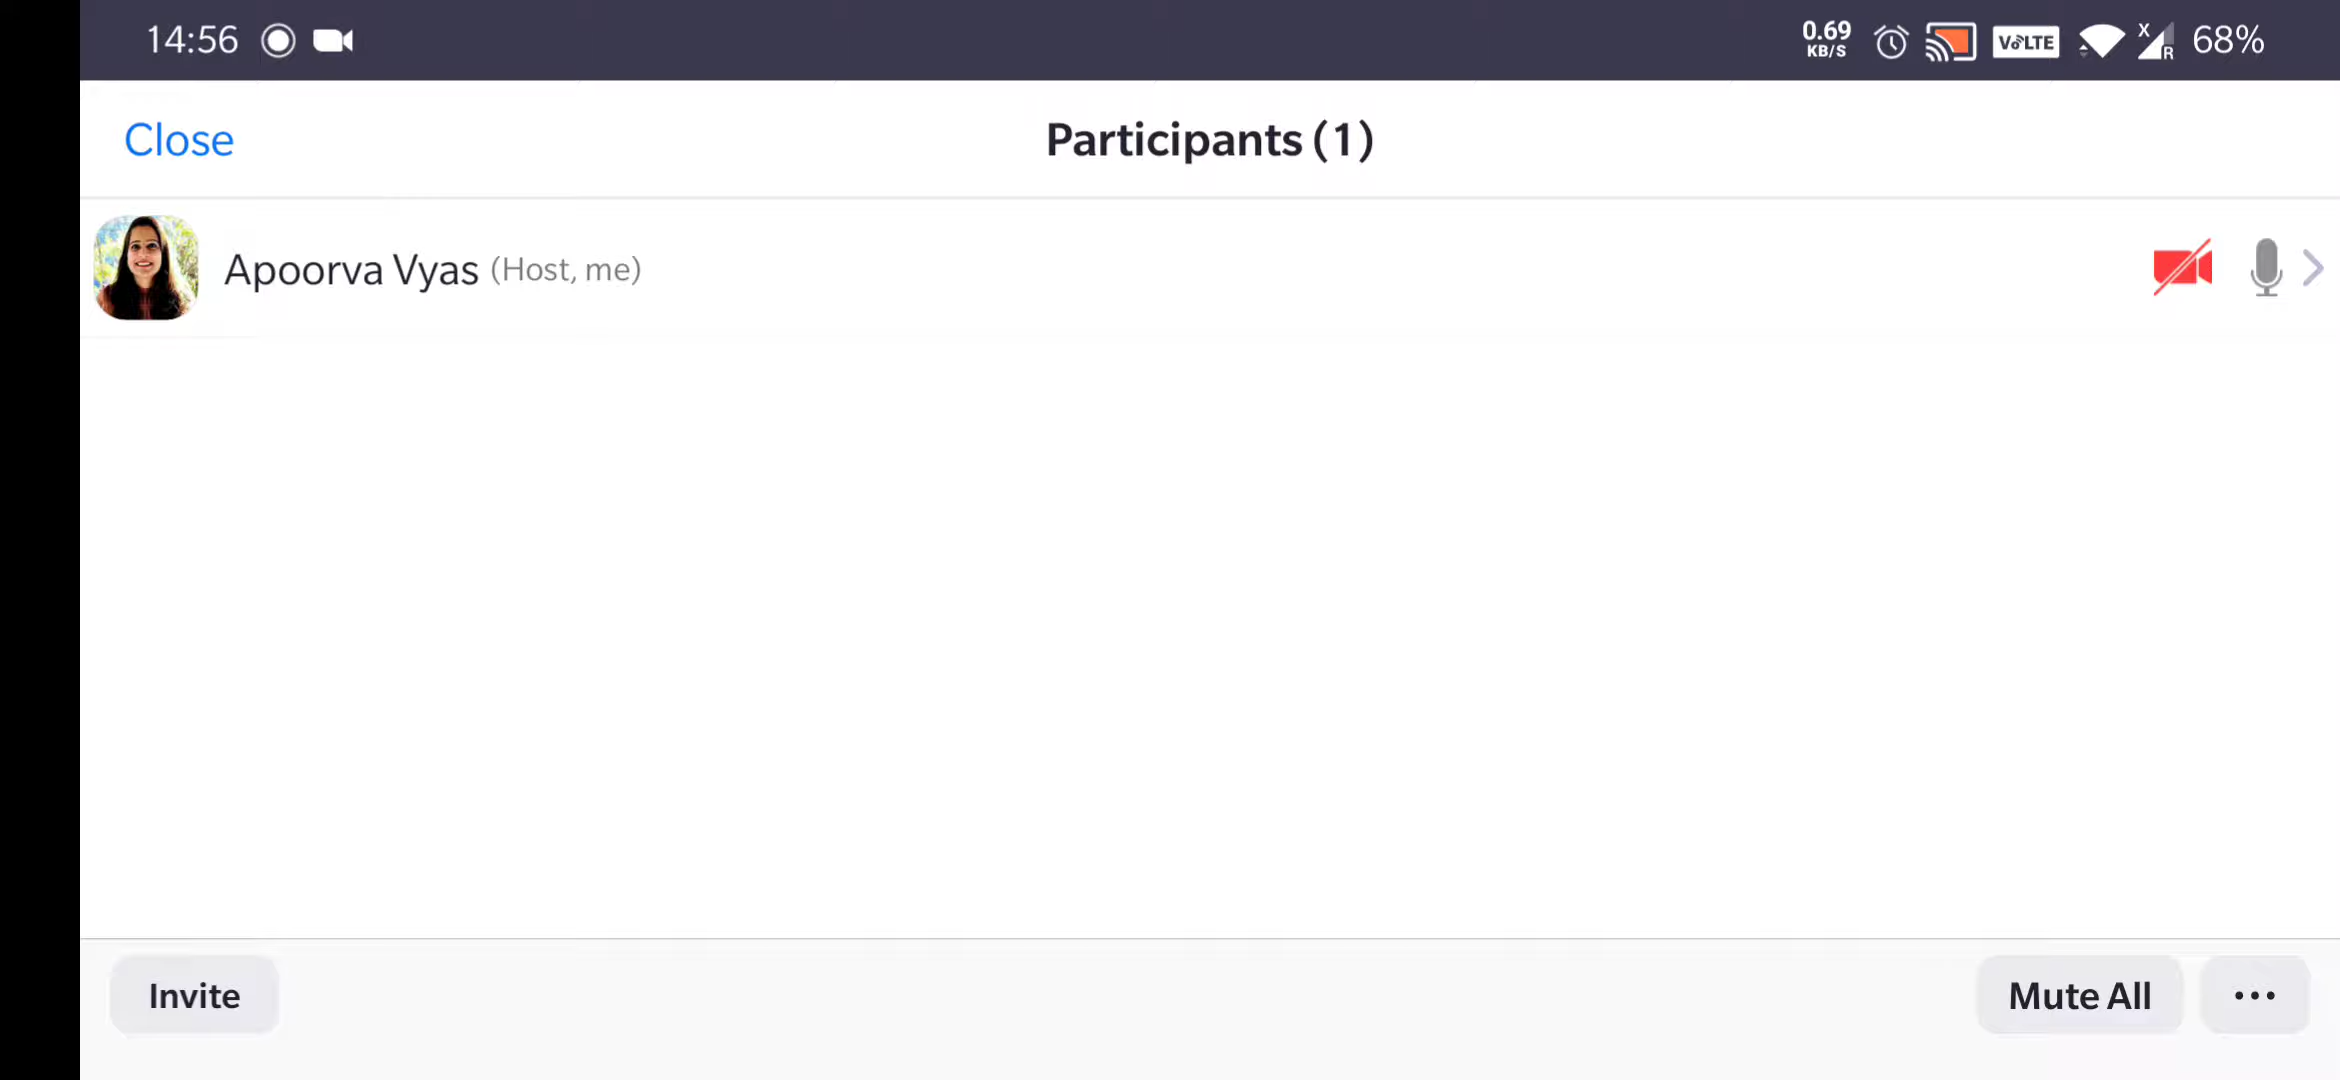 14:56 0.69 KB/S VoLTE X R 68%
Close Participants (1)
Apoorva Vyas (Host, me)
Invite Mute All ...